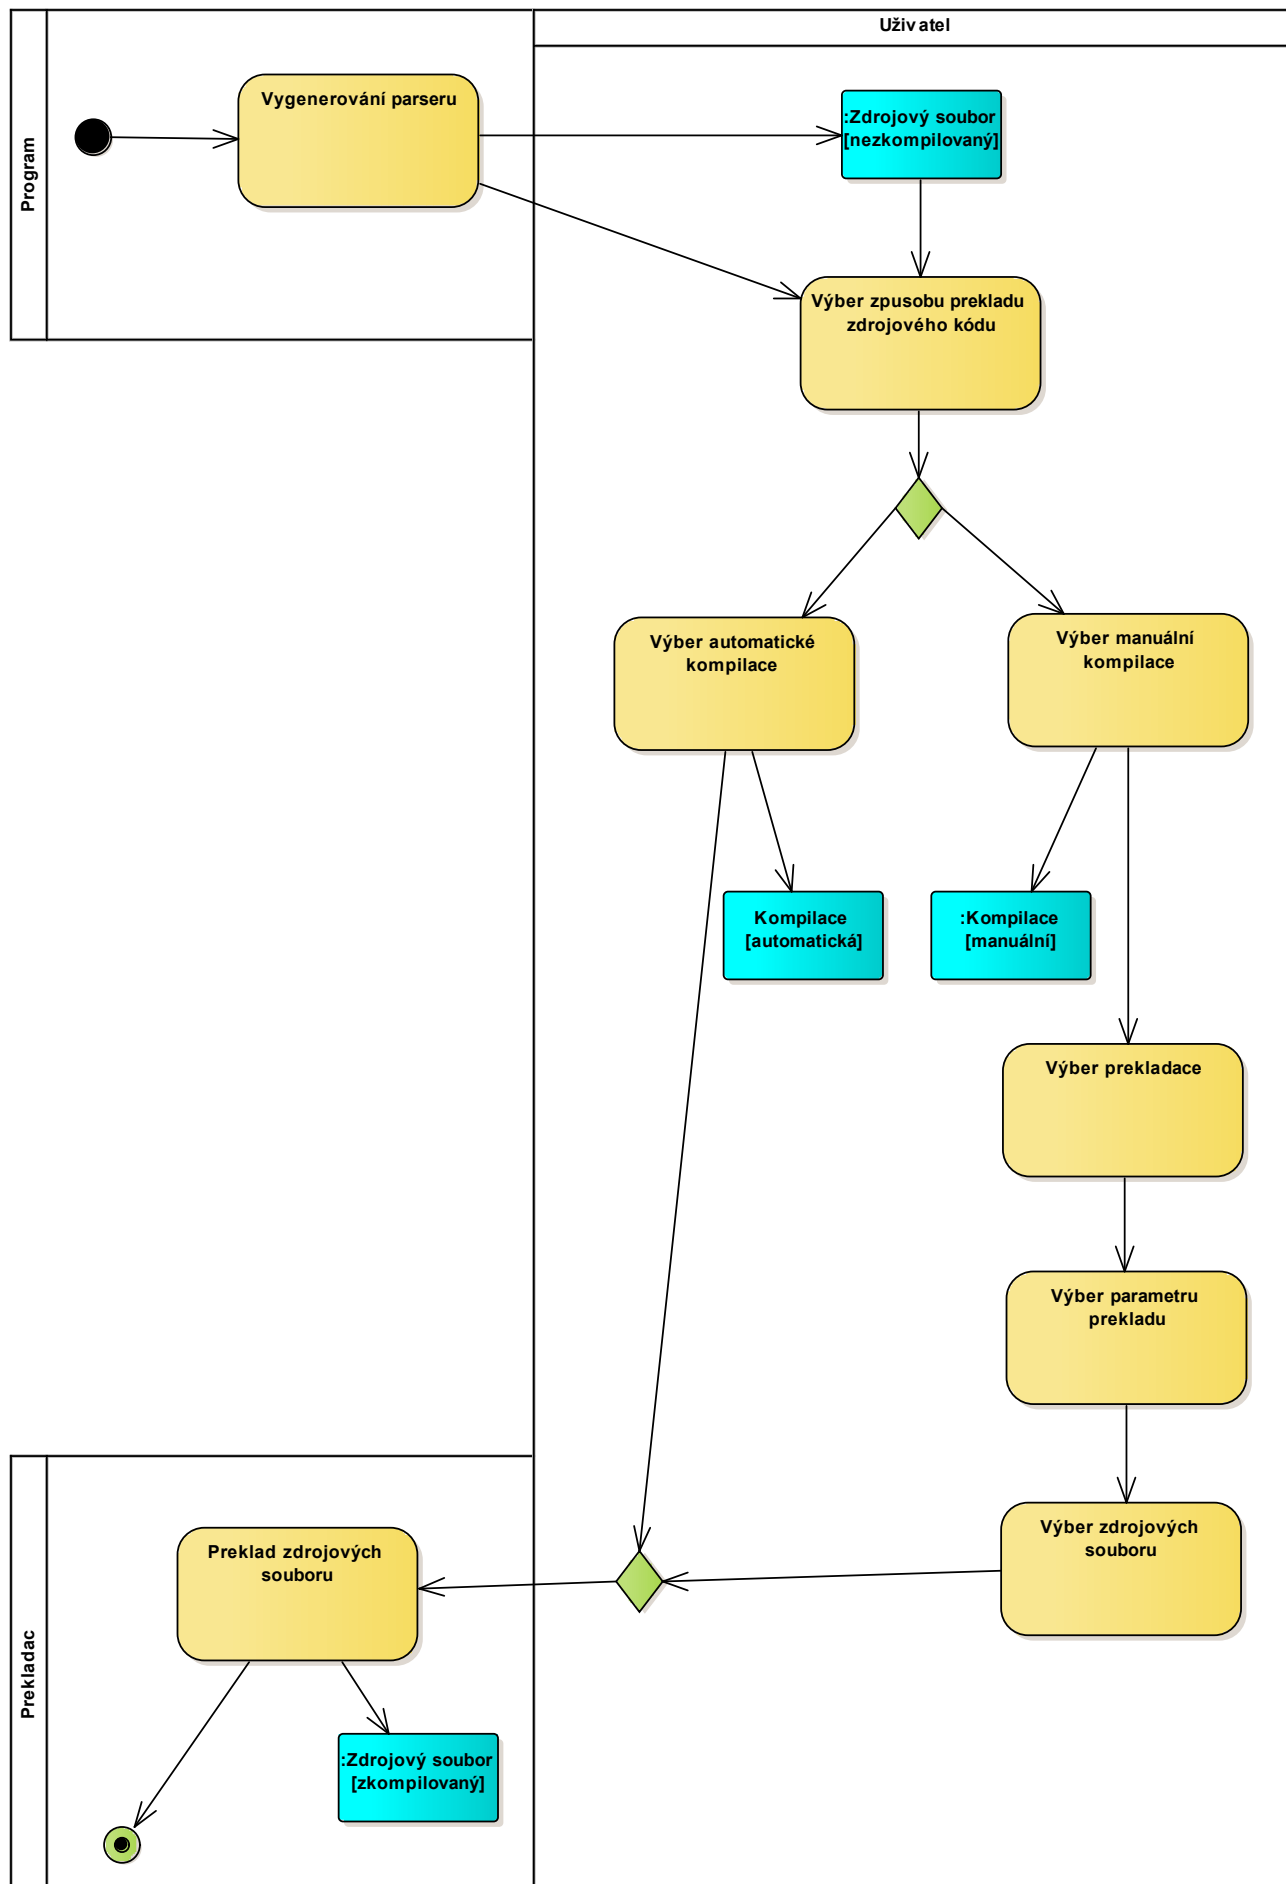 Uživatel
Program
Vygenerování parseru
:Zdrojový soubor
[nezkompilovaný]
Výber zpusobu prekladu
zdrojového kódu
Výber automatické
kompilace
Výber manuální
kompilace
Kompilace
[automatická]
:Kompilace
[manuální]
Výber prekladace
Výber parametru
prekladu
Výber zdrojových
souboru
Prekladac
Preklad zdrojových
souboru
:Zdrojový soubor
[zkompilovaný]